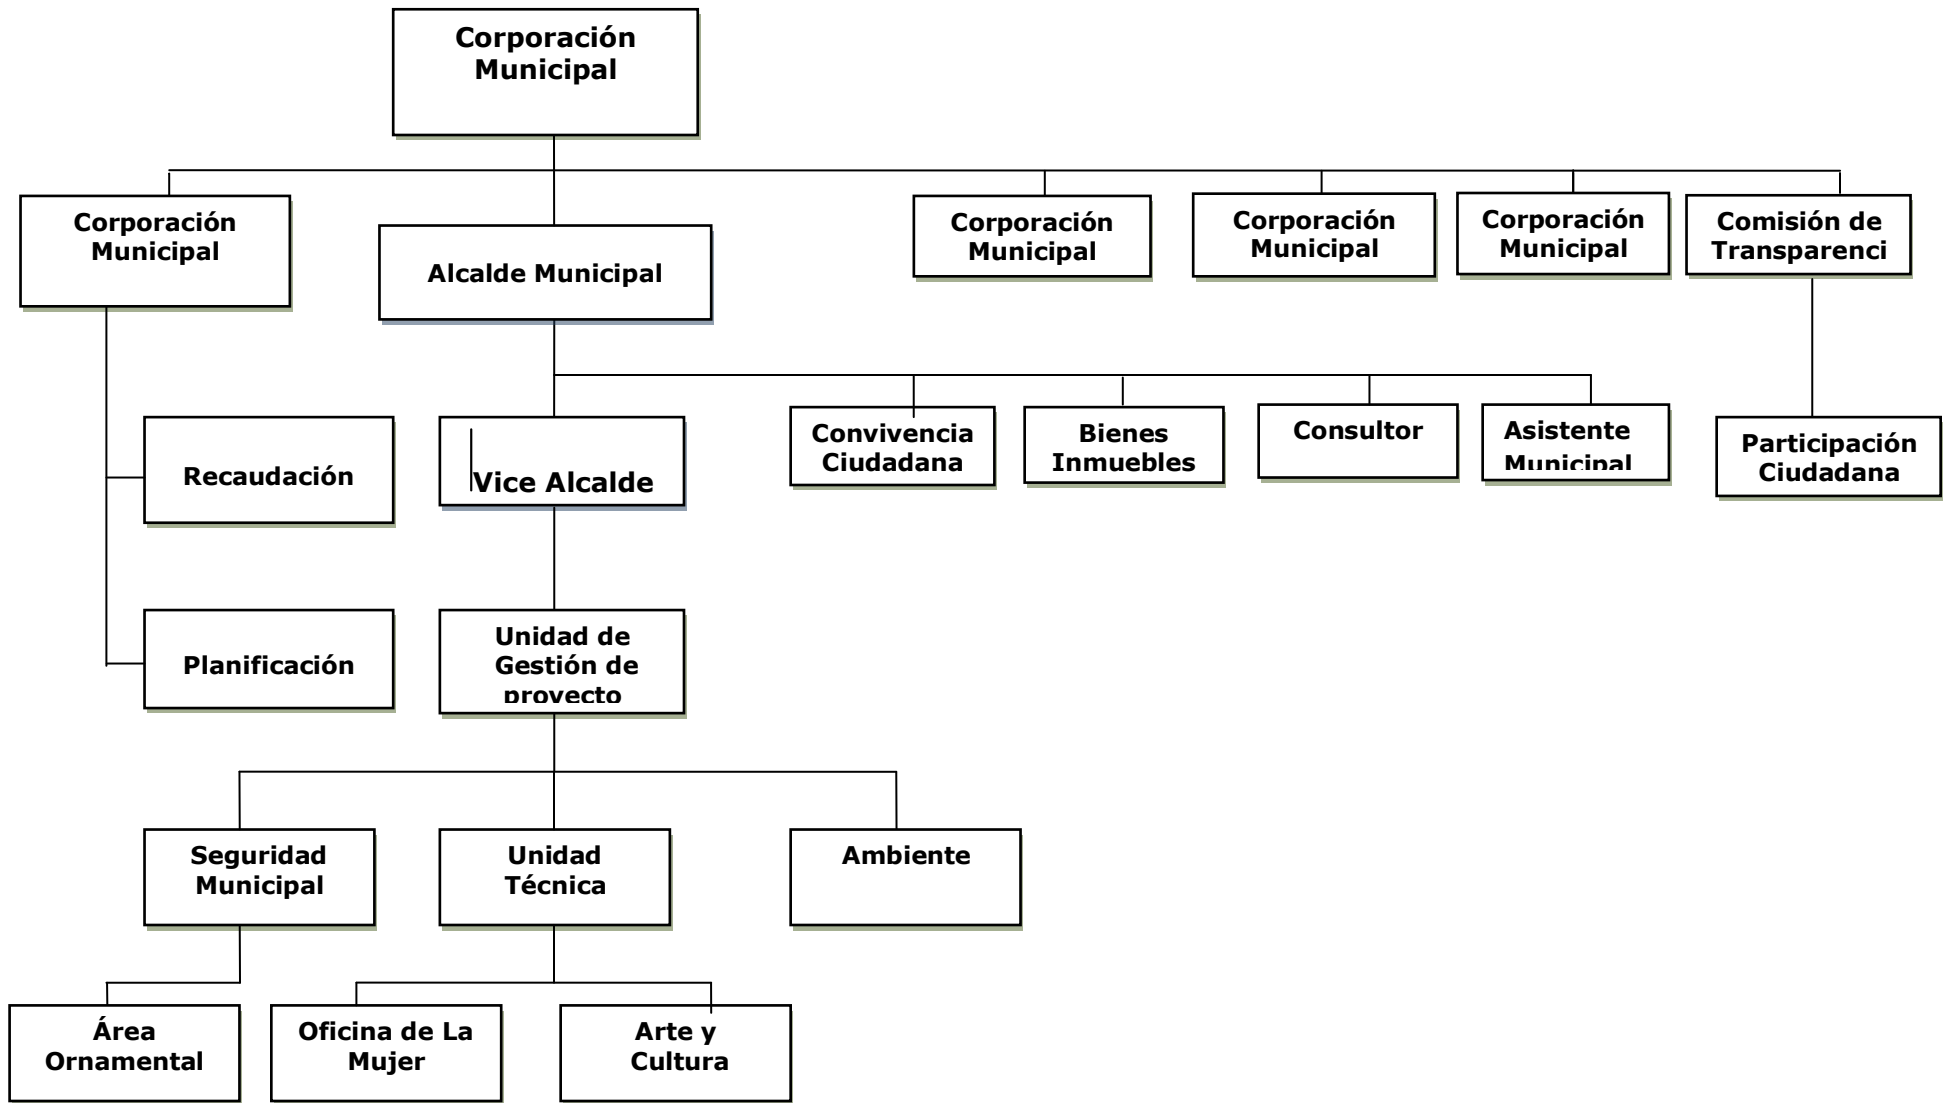 Corporación
Municipal
Corporación
Municipal
Alcalde Municipal
Corporación
Municipal
Corporación
Municipal
Corporación
Municipal
Comisión de
Transparenci
Recaudación
Vice Alcalde
Convivencia
Ciudadana
Bienes
Inmuebles
Consultor
Asistente
Municipal
Participación
Ciudadana
Planificación
Unidad de
Gestión de
proyecto
Seguridad
Municipal
Unidad
Técnica
Ambiente
Área
Ornamental
Oficina de La
Mujer
Arte y
Cultura